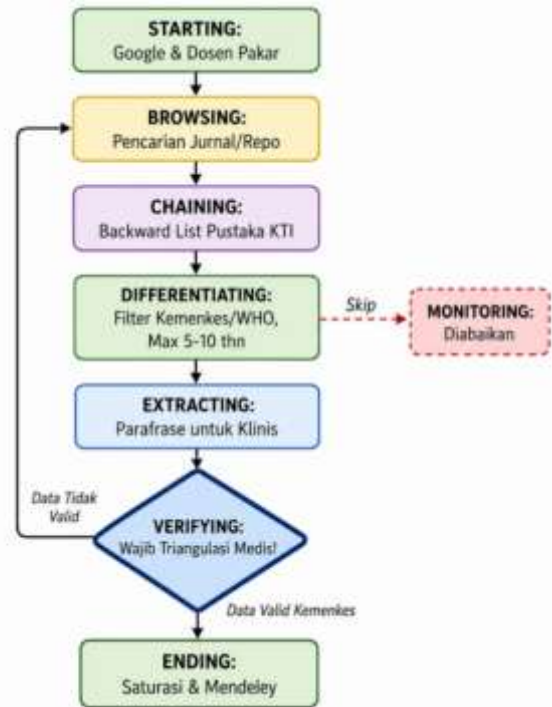 STARTING:
Google & Dosen Pakar
BROWSING:
Pencarian Jurnal/Repo
CHAINING:
Backward List Pustaka KTI
DIFFERENTIATING:
Filter Kemenkes/WHO,
Max 5-10 thn
Skip
MONITORING:
Diabaikan
EXTRACTING:
Parafrase untuk Klinis
Data Tidak
Valid
VERIFYING:
Wajib Triangulasi Medis!
Data Valid Kemenkes
ENDING:
Saturasi & Mendeley